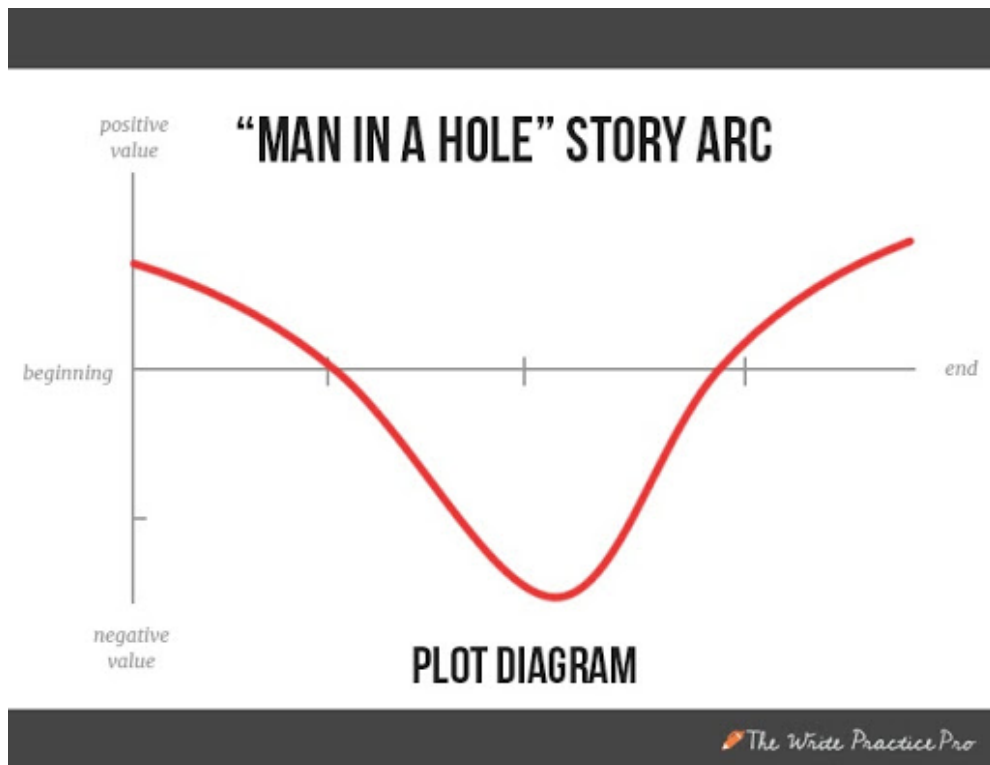 “MAN IN A HOLE” STORY ARC
positive
value
beginning
end
negative
value
PLOT DIAGRAM
The Write Practice Pro